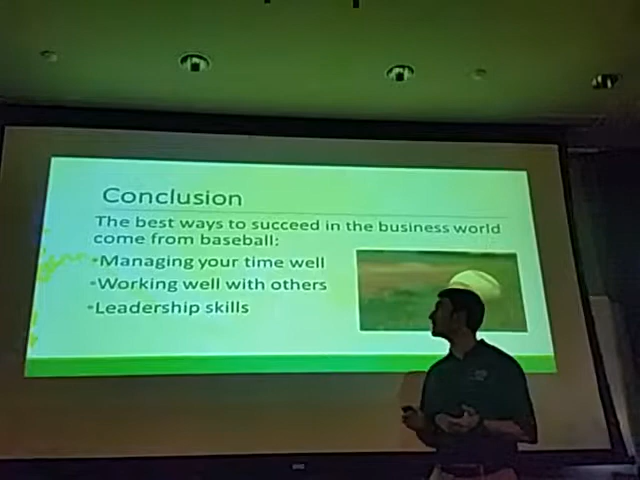 Conclusion
The best ways to succeed in the business world
come from baseball:
•Managing your time well
•Working well with others
•Leadership skills